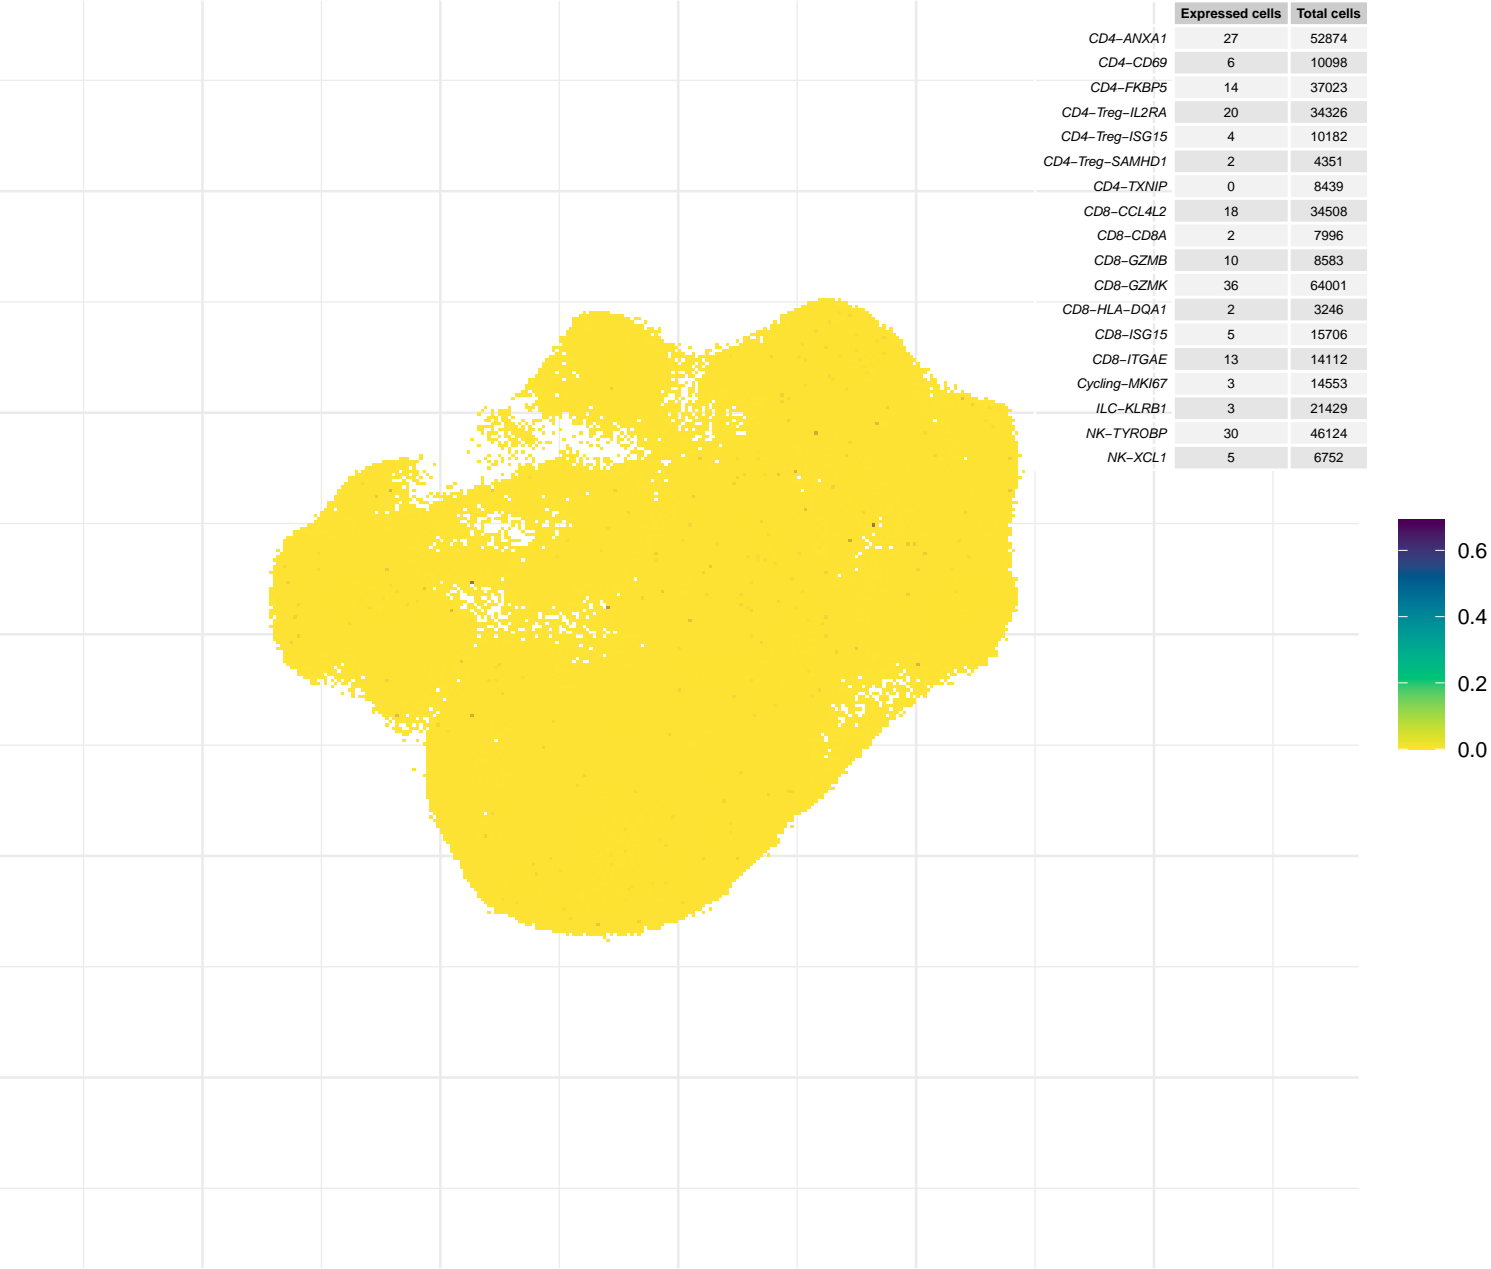 Expressed cells Total cells
CD4−ANXA1 27 52874
CD4−CD69 6 10098
CD4−FKBP5 14 37023
CD4−Treg−IL2RA 20 34326
CD4−Treg−ISG15 4 10182
CD4−Treg−SAMHD1 2 4351
CD4−TXNIP 0 8439
CD8−CCL4L2 18 34508
CD8−CD8A 2 7996
CD8−GZMB 10 8583
CD8−GZMK 36 64001
CD8−HLA−DQA1 2 3246
CD8−ISG15 5 15706
CD8−ITGAE 13 14112
Cycling−MKI67 3 14553
ILC−KLRB1 3 21429
NK−TYROBP 30 46124
NK−XCL1 5 6752
0.6
0.4
0.2
0.0